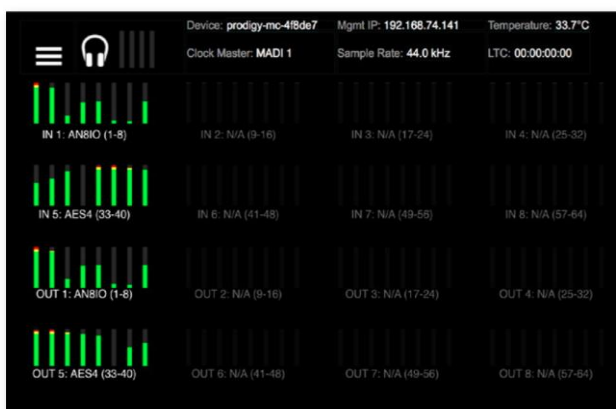 Device: prodigy-mc-4f8de7 Mgmt IP: 192.168.74.141 Temperature: 33.7°C
Clock Master: MADI 1 Sample Rate: 44.0 kHz LTC: 00:00:00:00
IN 1: AN8IO (1-8) IN 2: N/A (9-16) IN 3: N/A (17-24) IN 4: N/A (25-32)
IN 5: AES4 (33-40) IN 6: N/A (41-48) IN 7: N/A (49-56) IN 8: N/A (57-64)
OUT 1: AN8IO (1-8) OUT 2: N/A (9-16) OUT 3: N/A (17-24) OUT 4: N/A (25-32)
OUT 5: AES4 (33-40) OUT 6: N/A (41-48) OUT 7: N/A (49-56) OUT 8: N/A (57-64)